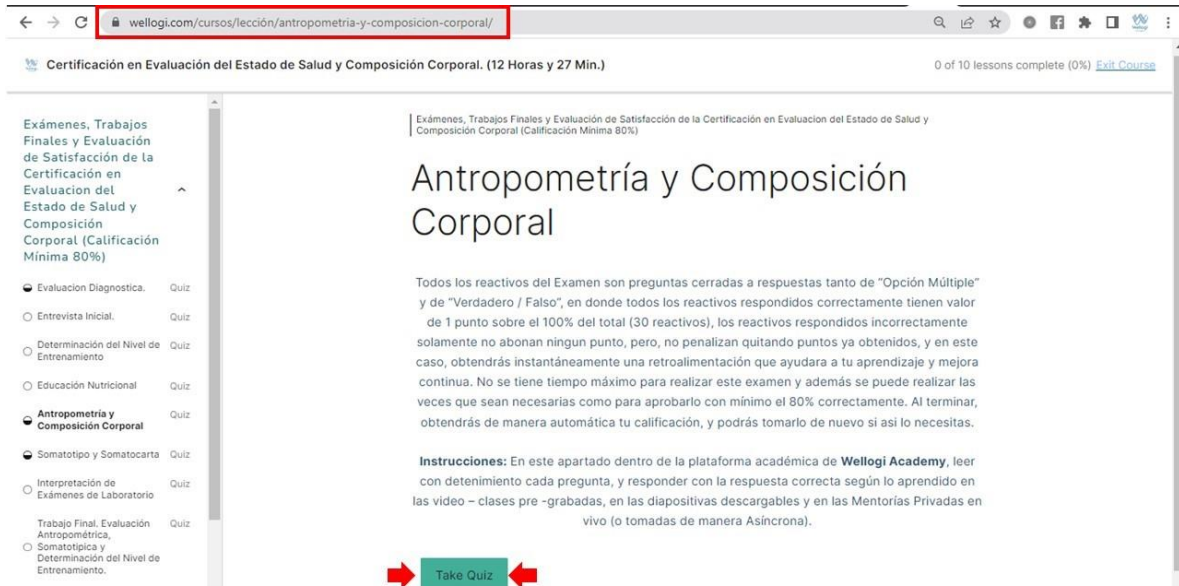 wellogi.com/cursos/lección/antropometria-y-composicion-corporal/
Certificación en Evaluación del Estado de Salud y Composición Corporal. (12 Horas y 27 Min.)
0 of 10 lessons complete (0%) Exit Course
Exámenes, Trabajos
Finales y Evaluación
de Satisfacción de la
Certificación en
Evaluacion del
Estado de Salud y
Composición
Corporal (Calificación
Mínima 80%)
Evaluacion Diagnostica. Quiz
Entrevista Inicial. Quiz
Determinación del Nivel de Quiz
Entrenamiento
Educación Nutricional Quiz
Antropometría y Quiz
Composición Corporal
Somatotipo y Somatocarta Quiz
Interpretación de Quiz
Exámenes de Laboratorio
Trabajo Final. Evaluación Quiz
Antropométrica,
Somatotipica y
Determinación del Nivel de
Entrenamiento.
Exámenes, Trabajos Finales y Evaluación de Satisfacción de la Certificación en Evaluacion del Estado de Salud y
Composición Corporal (Calificación Mínima 80%)
Antropometría y Composición
Corporal
Todos los reactivos del Examen son preguntas cerradas a respuestas tanto de “Opción Múltiple”
y de “Verdadero / Falso”, en donde todos los reactivos respondidos correctamente tienen valor
de 1 punto sobre el 100% del total (30 reactivos), los reactivos respondidos incorrectamente
solamente no abonan ningun punto, pero, no penalizan quitando puntos ya obtenidos, y en este
caso, obtendrás instantáneamente una retroalimentación que ayudara a tu aprendizaje y mejora
continua. No se tiene tiempo máximo para realizar este examen y además se puede realizar las
veces que sean necesarias como para aprobarlo con mínimo el 80% correctamente. Al terminar,
obtendrás de manera automática tu calificación, y podrás tomarlo de nuevo si asi lo necesitas.
Instrucciones: En este apartado dentro de la plataforma académica de Wellogi Academy, leer
con detenimiento cada pregunta, y responder con la respuesta correcta según lo aprendido en
las video – clases pre -grabadas, en las diapositivas descargables y en las Mentorías Privadas en
vivo (o tomadas de manera Asíncrona).
Take Quiz